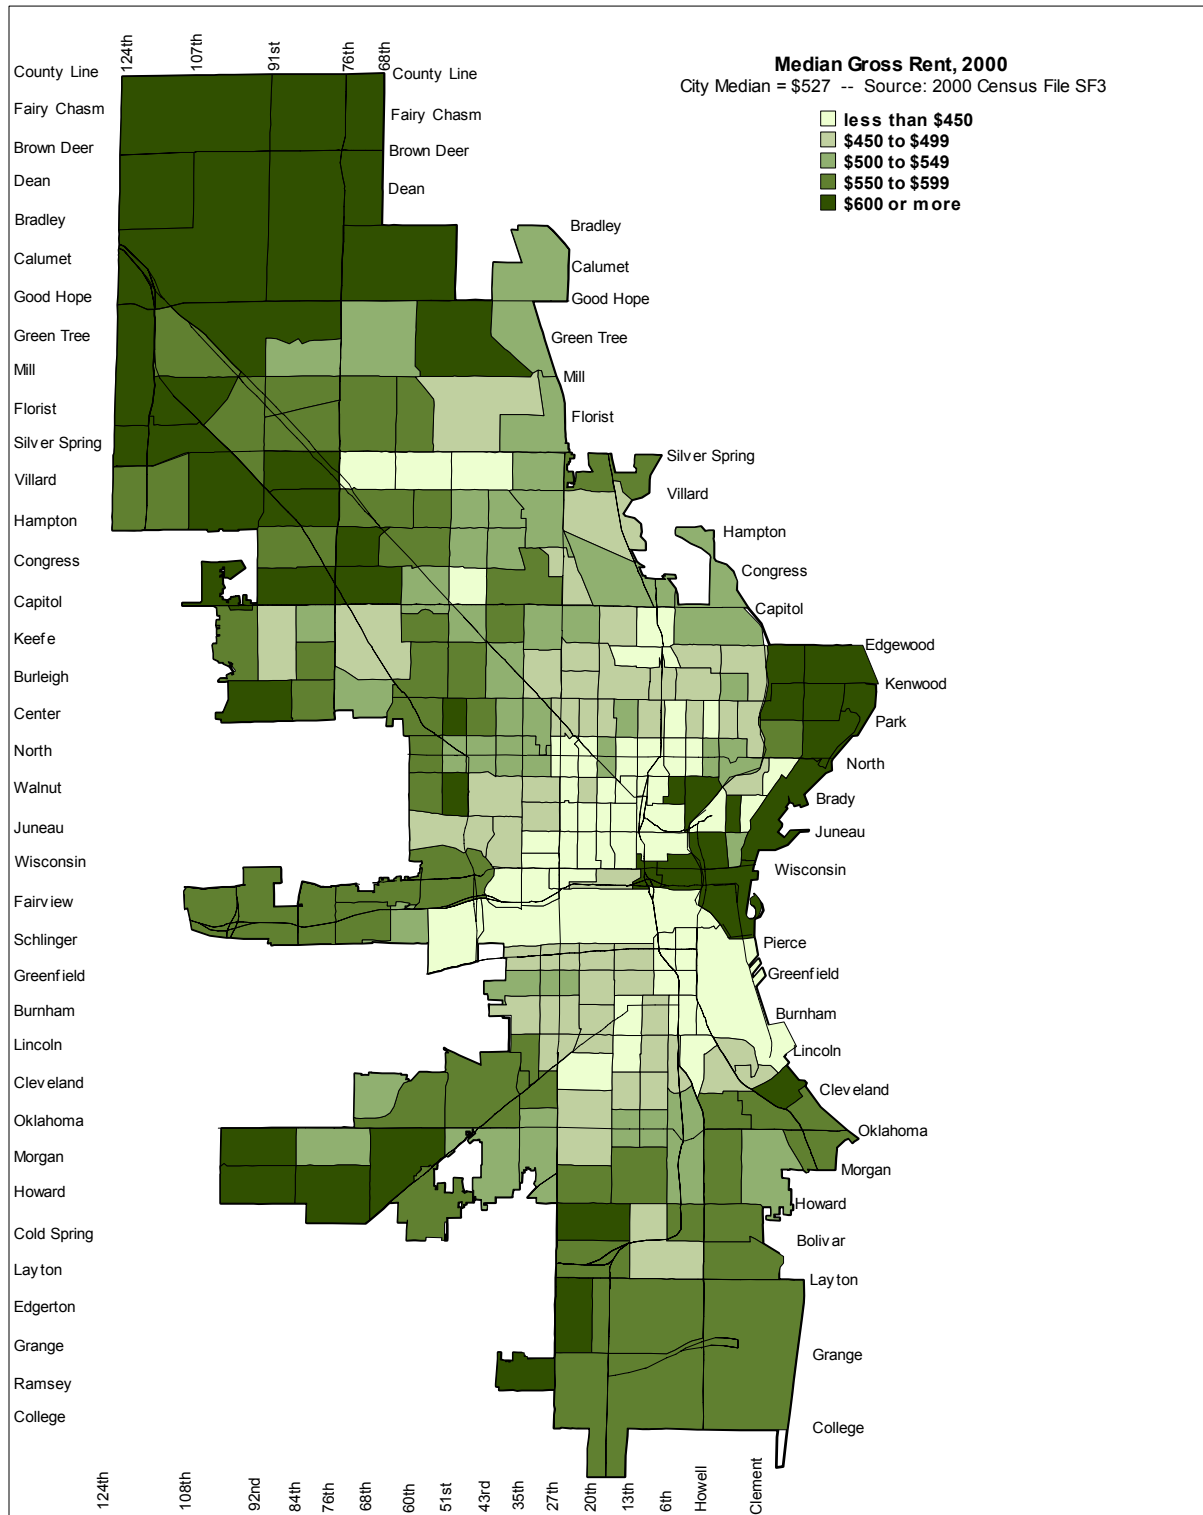 124th
107th
91st
76th
68th
Median Gross Rent, 2000
City Median = $527 -- Source: 2000 Census File SF3
less than $450
$450 to $499
$500 to $549
$550 to $599
$600 or more
County Line
Fairy Chasm
Brown Deer
Dean
Bradley
Calumet
Good Hope
Green Tree
Mill
Florist
Silver Spring
Villard
Hampton
Congress
Capitol
Keefe
Burleigh
Center
North
Walnut
Juneau
Wisconsin
Fairview
Schlinger
Greenfield
Burnham
Lincoln
Cleveland
Oklahoma
Morgan
Howard
Cold Spring
Layton
Edgerton
Grange
Ramsey
College
County Line
Fairy Chasm
Brown Deer
Dean
Bradley
Calumet
Good Hope
Green Tree
Mill
Florist
Silver Spring
Villard
Hampton
Congress
Capitol
Edgewood
Kenwood
Park
North
Brady
Juneau
Wisconsin
Pierce
Greenfield
Burnham
Lincoln
Cleveland
Oklahoma
Morgan
Howard
Bolivar
Layton
Grange
College
124th
108th
92nd
84th
76th
68th
60th
51st
43rd
35th
27th
20th
13th
6th
Howell
Clement